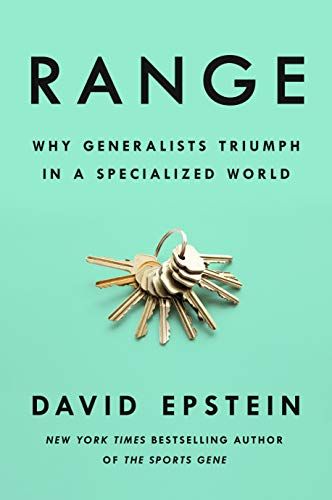 RANGE
WHY GENERALISTS TRIUMPH
IN A SPECIALIZED WORLD
DAVID EPSTEIN
NEW YORK TIMES BESTSELLING AUTHOR
OF THE SPORTS GENE